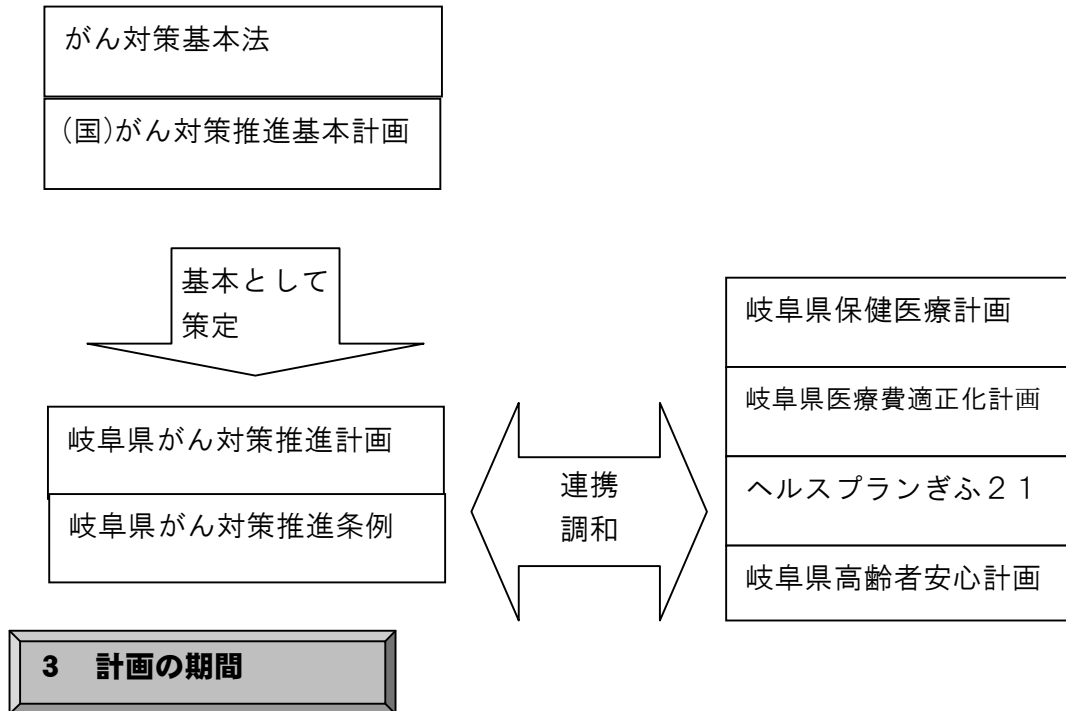 がん対策基本法
(国)がん対策推進基本計画
基本として
策定
岐阜県がん対策推進計画
岐阜県がん対策推進条例
連携
調和
岐阜県保健医療計画
岐阜県医療費適正化計画
ヘルスプランぎふ２１
岐阜県高齢者安心計画
3　計画の期間